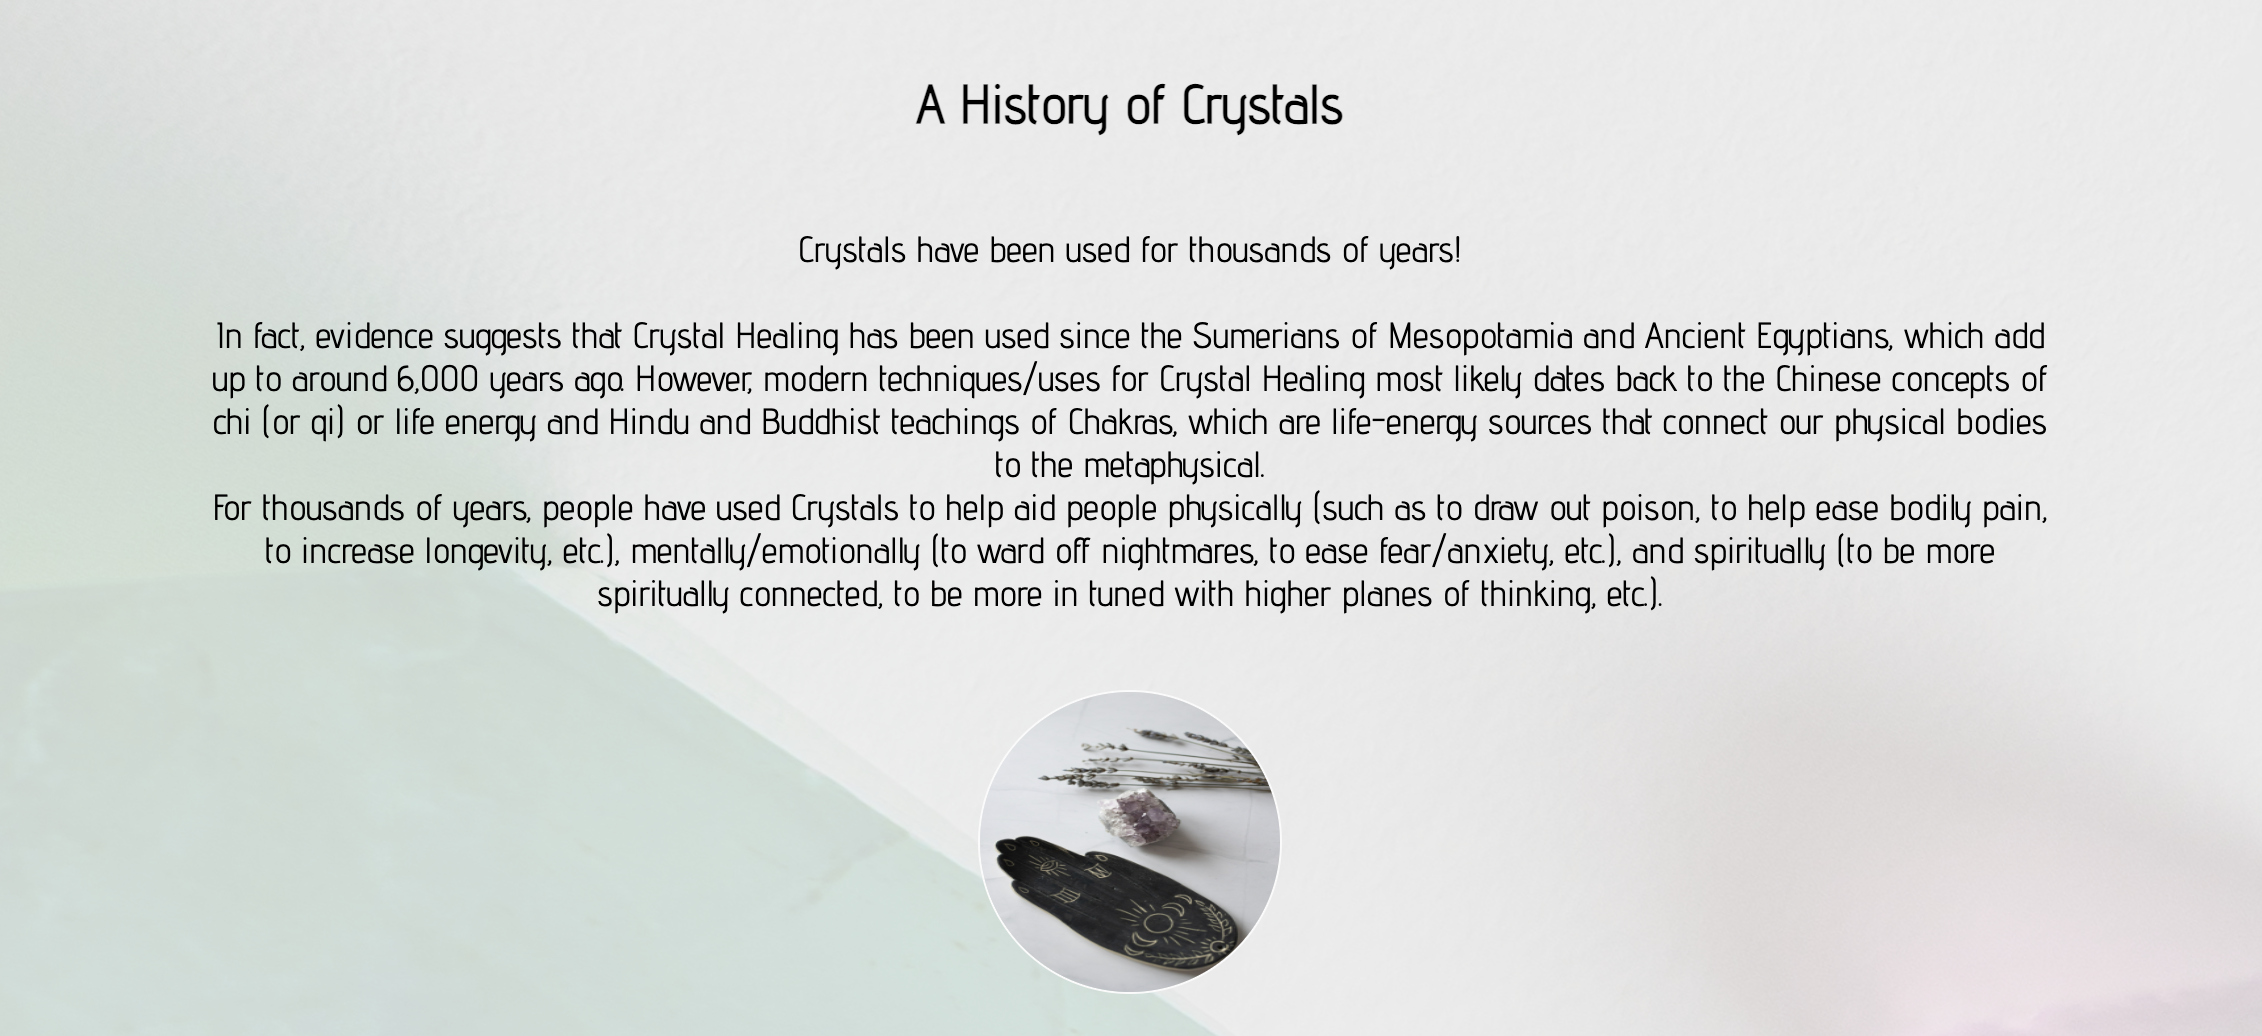 A History of Crystals
Crystals have been used for thousands of years!
In fact, evidence suggests that Crystal Healing has been used since the Sumerians of Mesopotamia and Ancient Egyptians, which add
up to around 6,000 years ago. However, modern techniques/uses for Crystal Healing most likely dates back to the Chinese concepts of
chi (or qi) or life energy and Hindu and Buddhist teachings of Chakras, which are life-energy sources that connect our physical bodies
to the metaphysical.
For thousands of years, people have used Crystals to help aid people physically (such as to draw out poison, to help ease bodily pain,
to increase longevity, etc.), mentally/emotionally (to ward off nightmares, to ease fear/anxiety, etc.), and spiritually (to be more
spiritually connected, to be more in tuned with higher planes of thinking, etc.).